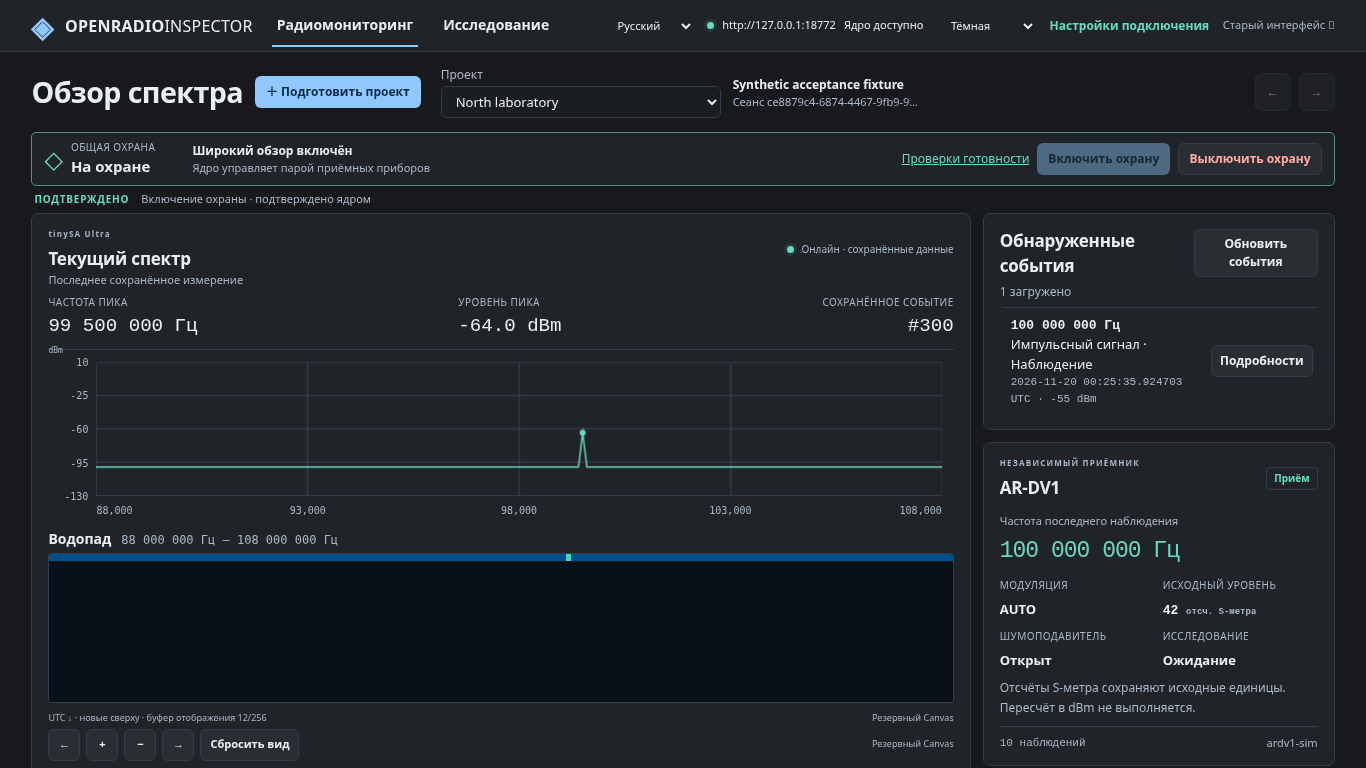 OPENRADIOINSPECTOR
Радиомониторинг
Исследование
Русский
http://127.0.0.1:18772
Ядро доступно
Тёмная
Настройки подключения
Старый интерфейс
Обзор спектра
+ Подготовить проект
Проект
North laboratory
Synthetic acceptance fixture
Сеанс ce8879c4-6874-4467-9fb9-9...
← →
ОБЩАЯ ОХРАНА
На охране
Широкий обзор включён
Ядро управляет парой приёмных приборов
Проверки готовности
Включить охрану
Выключить охрану
ПОДТВЕРЖДЕНО Включение охраны · подтверждено ядром
tinySA Ultra
Текущий спектр
Последнее сохранённое измерение
Онлайн · сохранённые данные
ЧАСТОТА ПИКА
99 500 000 Гц
УРОВЕНЬ ПИКА
-64.0 dBm
СОХРАНЁННОЕ СОБЫТИЕ
#300
dBm
10
-25
-60
-95
-130
88,000 93,000 98,000 103,000 108,000
Водопад 88 000 000 Гц — 108 000 000 Гц
UTC ↓ · новые сверху · буфер отображения 12/256
Резервный Canvas
← + − → Сбросить вид
Резервный Canvas
Обнаруженные
события
Обновить
события
1 загружено
100 000 000 Гц
Импульсный сигнал ·
Наблюдение
2026-11-20 00:25:35.924703
UTC · -55 dBm
Подробности
НЕЗАВИСИМЫЙ ПРИЁМНИК
AR-DV1
Приём
Частота последнего наблюдения
100 000 000 Гц
МОДУЛЯЦИЯ
AUTO
ИСХОДНЫЙ УРОВЕНЬ
42 отсч. S-метра
ШУМОПОДАВИТЕЛЬ
Открыт
ИССЛЕДОВАНИЕ
Ожидание
Отсчёты S-метра сохраняют исходные единицы.
Пересчёт в dBm не выполняется.
10 наблюдений
ardv1-sim